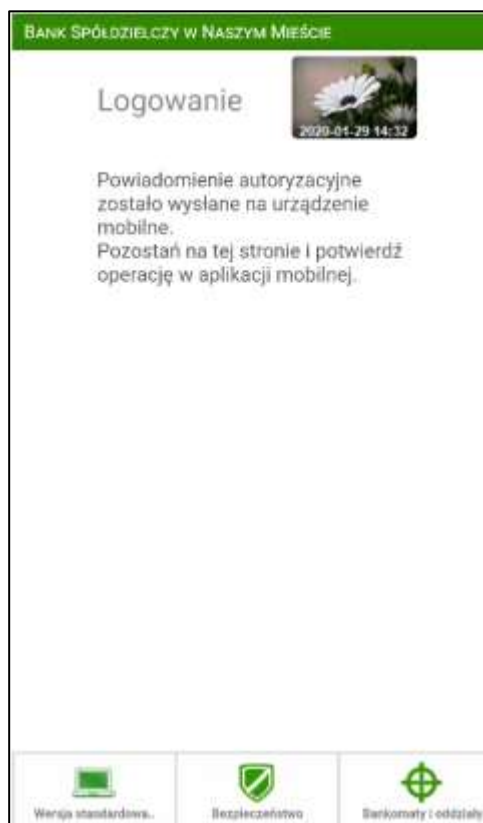 BANK SPÓŁDZIELCZY W NASZYM MIEŚCIE
Logowanie
2020-01-29 14:32
Powiadomienie autoryzacyjne
zostało wysłane na urządzenie
mobilne.
Pozostań na tej stronie i potwierdź
operację w aplikacji mobilnej.
Wersja standardowa..
Bezpieczeństwo
Bankomaty i oddziały